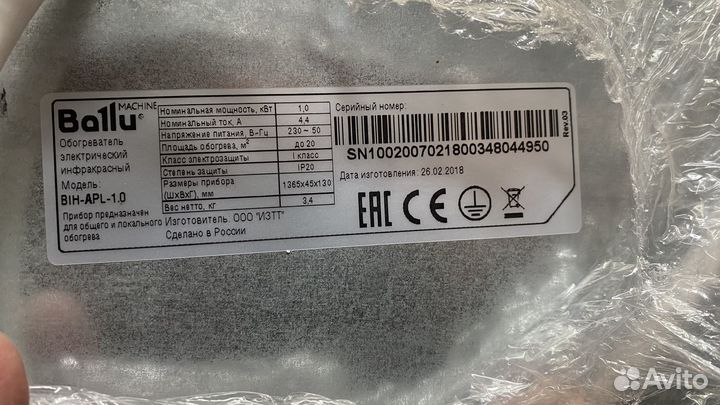 Ballu MACHINE
Обогреватель
электрический
инфракрасный
Модель:
BIH-APL-1.0
Прибор предназначен
для общего и локального
обогрева
Номинальная мощность, кВт 1,0
Номинальный ток, А 4,4
Напряжение питания, В~Гц 230 ~ 50
Площадь обогрева, м² до 20
Класс электрозащиты I класс
Степень защиты IP20
Размеры прибора
(ШхВхГ), мм 1365х45х130
Вес нетто, кг 3,4
Изготовитель: ООО "ИЗТТ"
Сделано в России
Серийный номер:
SN1002007021800348044950
Дата изготовления: 26.02.2018
EAC CE
Rev.03
Avito